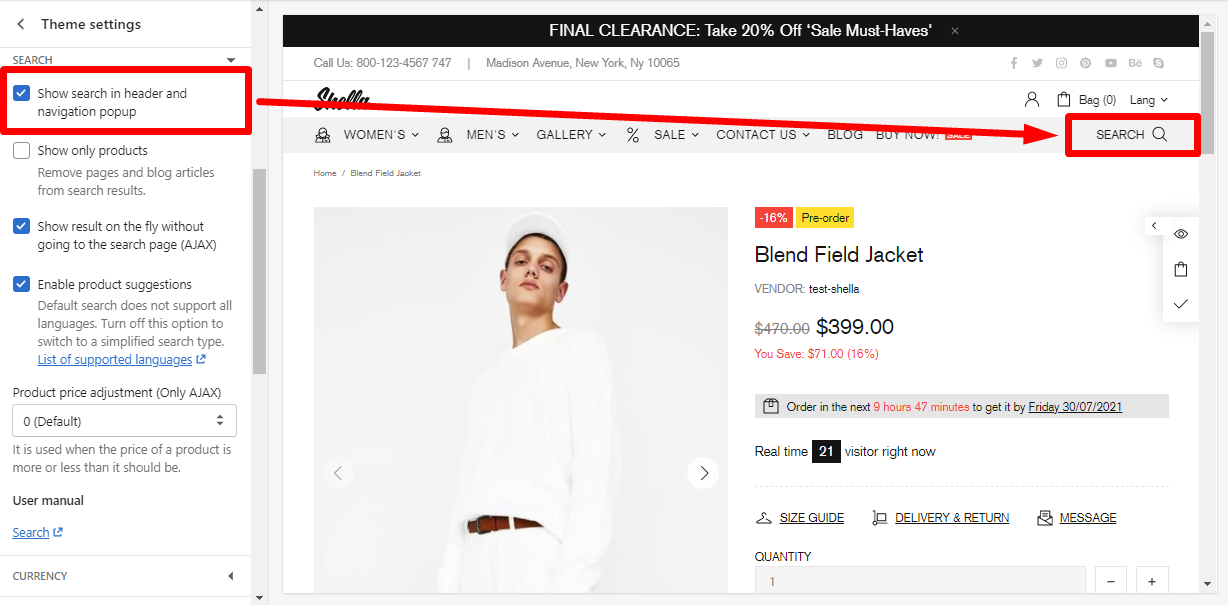 Theme settings
SEARCH
Show search in header and
navigation popup
Show only products
Remove pages and blog articles
from search results.
Show result on the fly without
going to the search page (AJAX)
Enable product suggestions
Default search does not support all
languages. Turn off this option to
switch to a simplified search type.
List of supported languages
Product price adjustment (Only AJAX)
0 (Default)
It is used when the price of a product is
more or less than it should be.
User manual
Search
CURRENCY
FINAL CLEARANCE: Take 20% Off ‘Sale Must-Haves' ×
Call Us: 800-123-4567 747 | Madison Avenue, New York, Ny 10065
Shella
Bag (0) Lang
WOMEN'S MEN'S GALLERY % SALE CONTACT US BLOG BUY NOW! SALE
SEARCH
Home / Blend Field Jacket
-16% Pre-order
Blend Field Jacket
VENDOR: test-shella
$470.00 $399.00
You Save: $71.00 (16%)
Order in the next 9 hours 47 minutes to get it by Friday 30/07/2021
Real time 21 visitor right now
SIZE GUIDE DELIVERY & RETURN MESSAGE
QUANTITY
1 − +